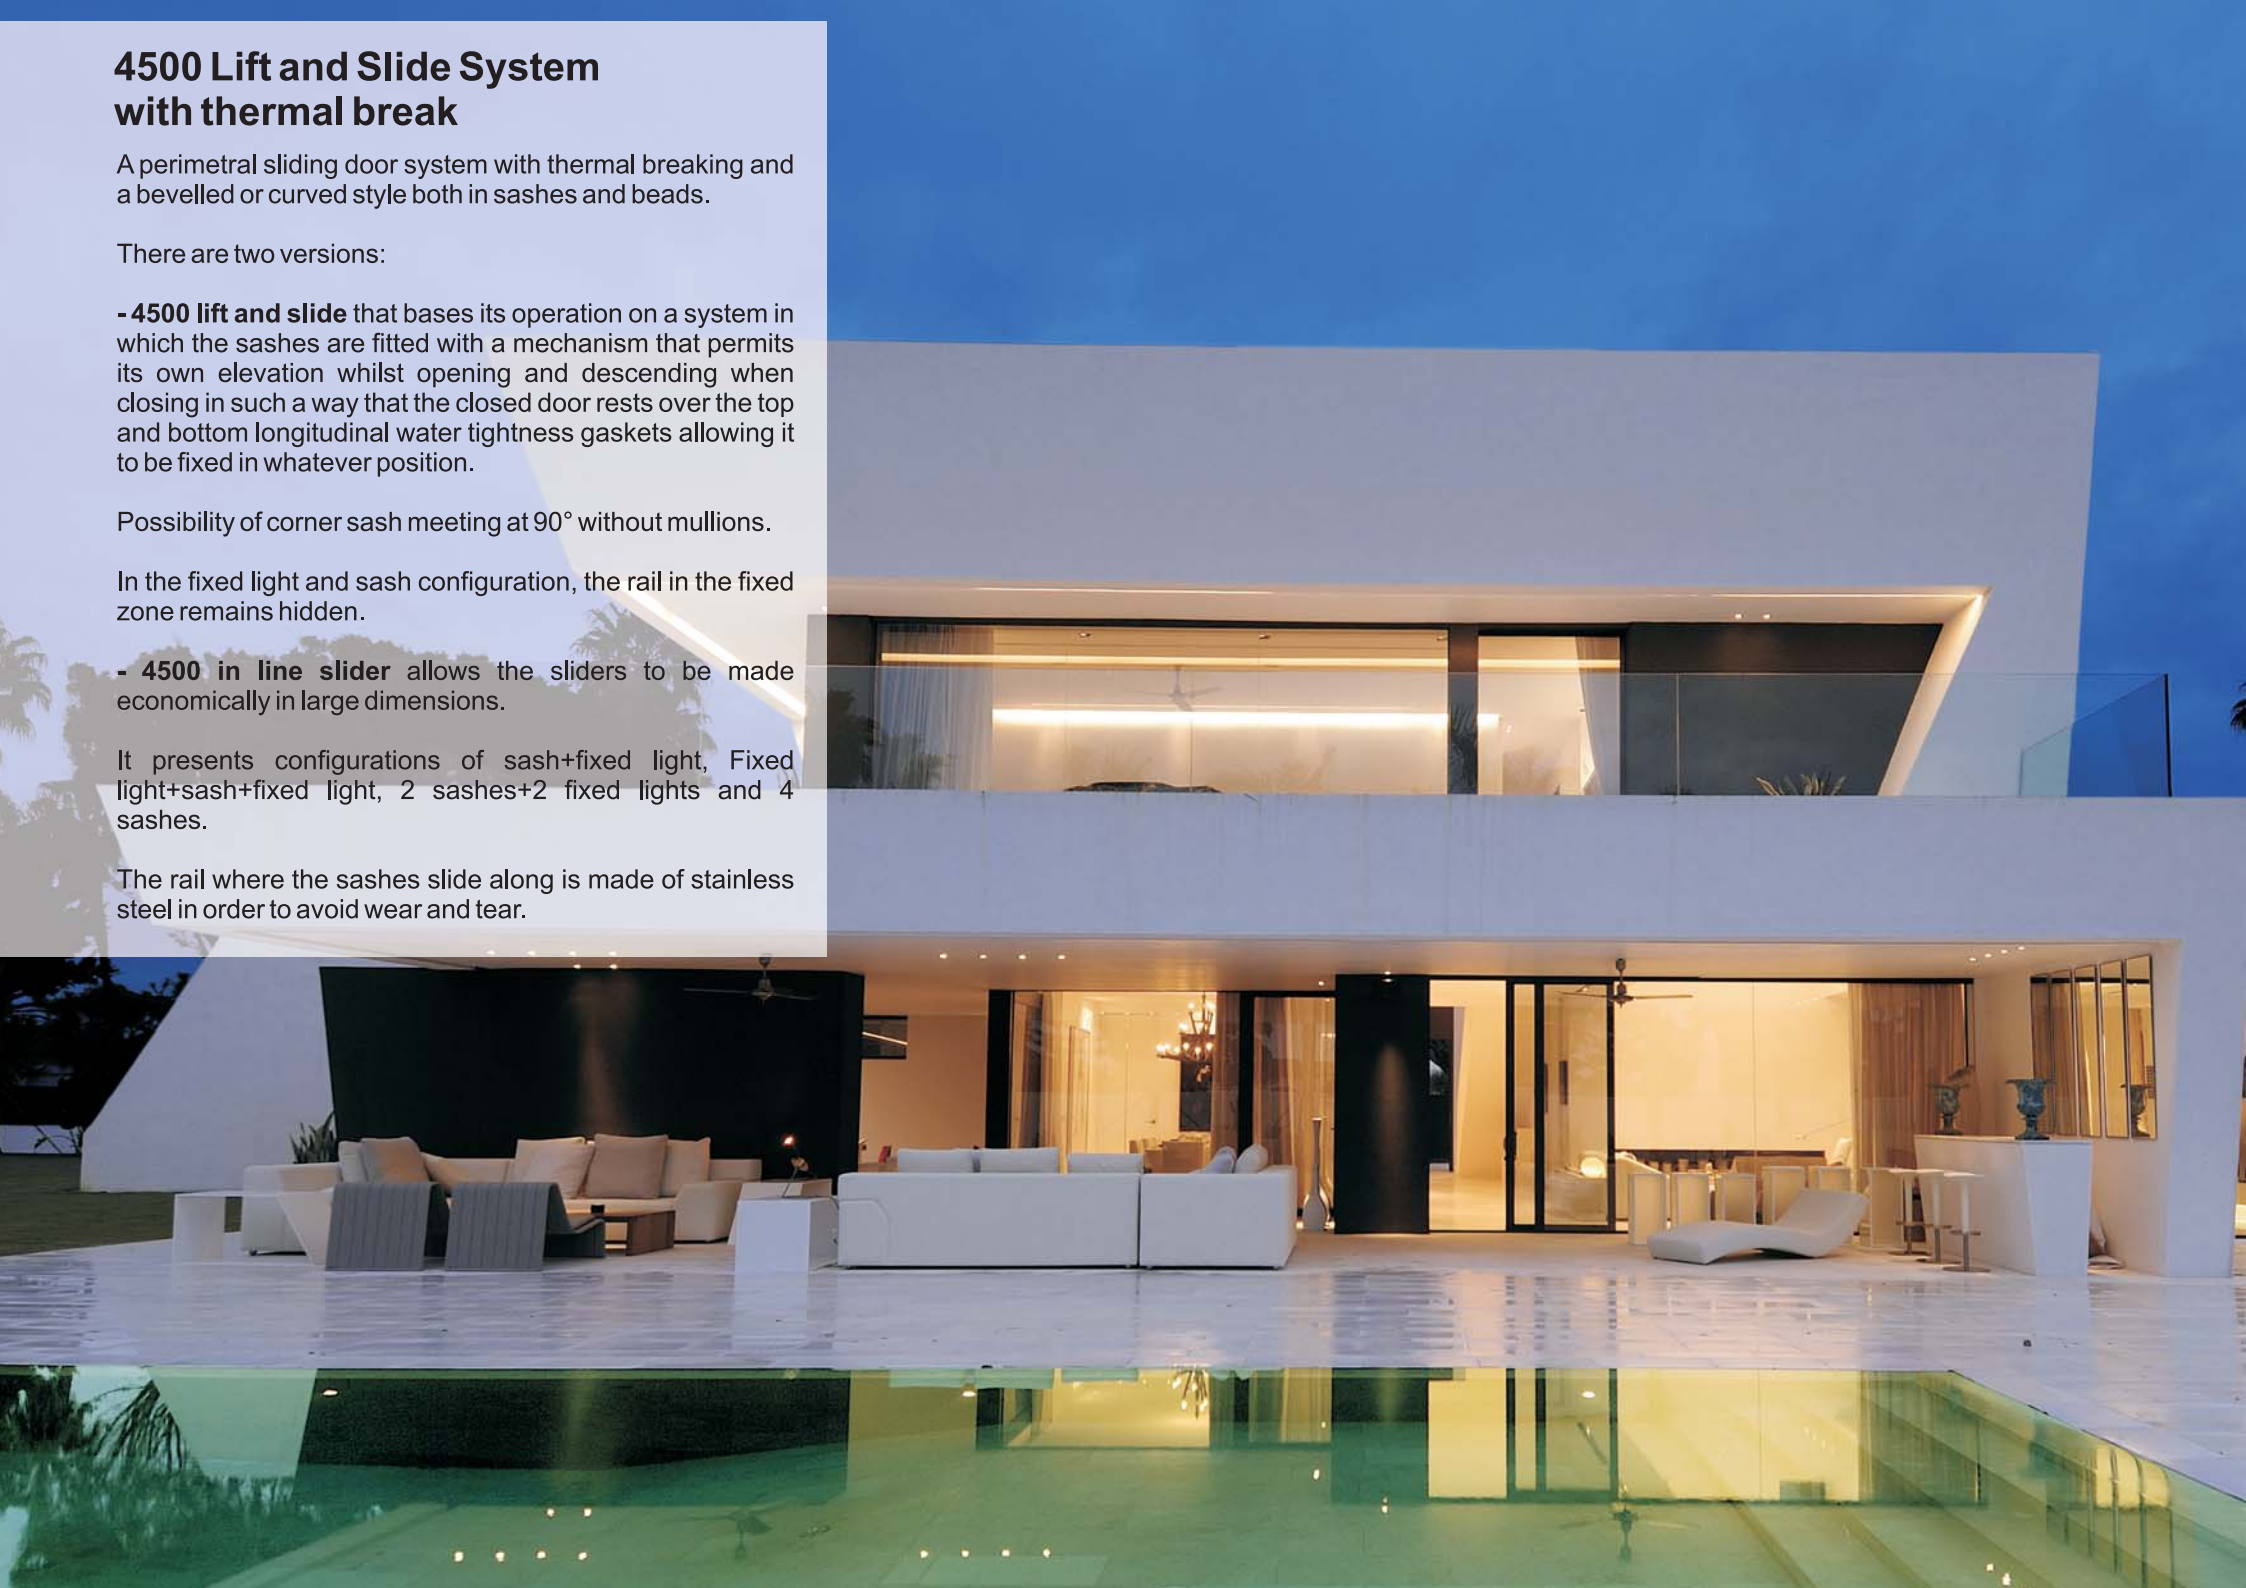 4500 Lift and Slide System
with thermal break
A perimetral sliding door system with thermal breaking and
a bevelled or curved style both in sashes and beads.
There are two versions:
- 4500 lift and slide that bases its operation on a system in
which the sashes are fitted with a mechanism that permits
its own elevation whilst opening and descending when
closing in such a way that the closed door rests over the top
and bottom longitudinal water tightness gaskets allowing it
to be fixed in whatever position.
Possibility of corner sash meeting at 90° without mullions.
In the fixed light and sash configuration, the rail in the fixed
zone remains hidden.
- 4500 in line slider allows the sliders to be made
economically in large dimensions.
It presents configurations of sash+fixed light, Fixed
light+sash+fixed light, 2 sashes+2 fixed lights and 4
sashes.
The rail where the sashes slide along is made of stainless
steel in order to avoid wear and tear.